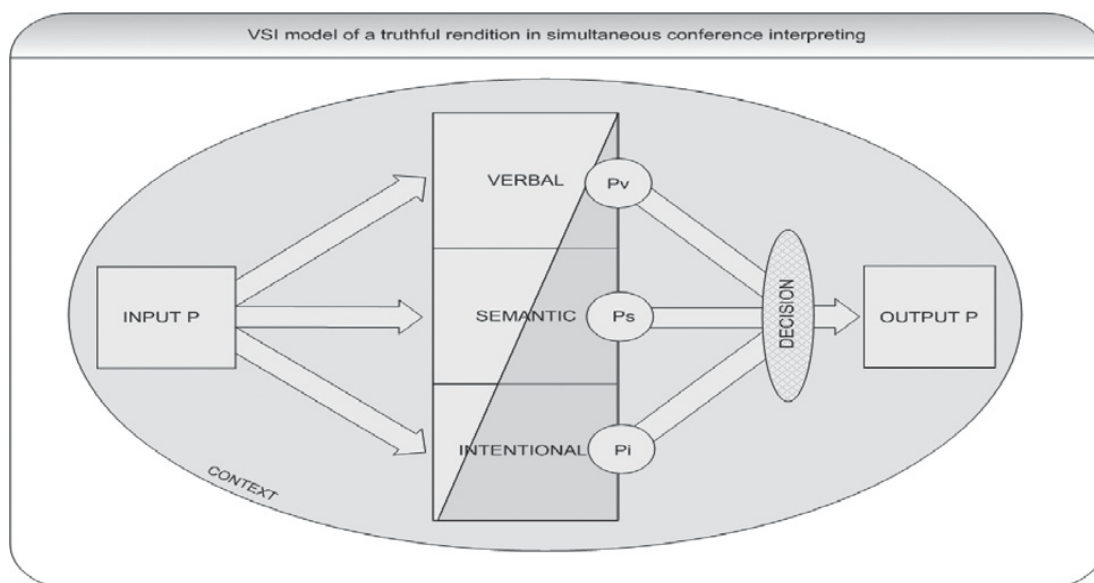 VSI model of a truthful rendition in simultaneous conference interpreting
VERBAL
Pv
INPUT P
SEMANTIC
Ps
DECISION
OUTPUT P
INTENTIONAL
Pi
CONTEXT